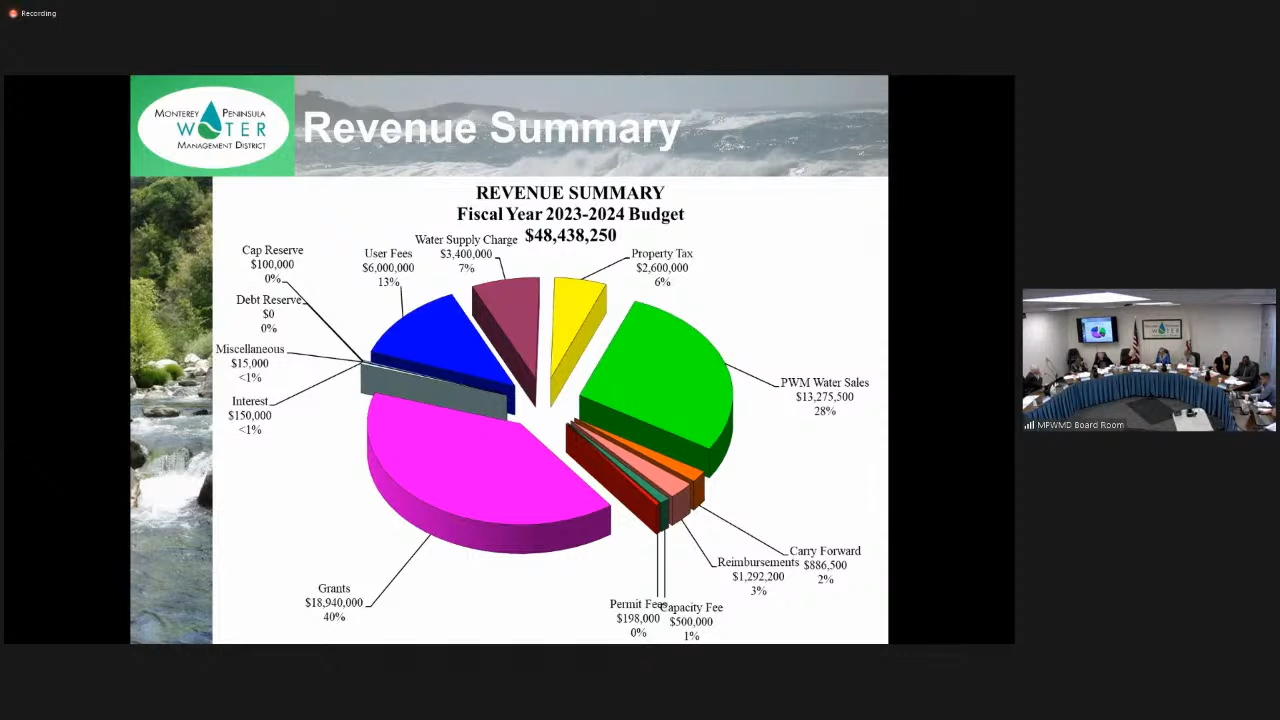 Recording
MONTEREY PENINSULA
WATER
MANAGEMENT DISTRICT
Revenue Summary
REVENUE SUMMARY
Fiscal Year 2023-2024 Budget
$48,438,250
Water Supply Charge
$3,400,000
7%
Property Tax
$2,600,000
6%
User Fees
$6,000,000
13%
Cap Reserve
$100,000
0%
Debt Reserve
$0
0%
Miscellaneous
$15,000
<1%
Interest
$150,000
<1%
PWM Water Sales
$13,275,500
28%
Carry Forward
$886,500
2%
Reimbursements
$1,292,200
3%
Grants
$18,940,000
40%
Permit Fees
$198,000
0%
Capacity Fee
$500,000
1%
MPWMD Board Room